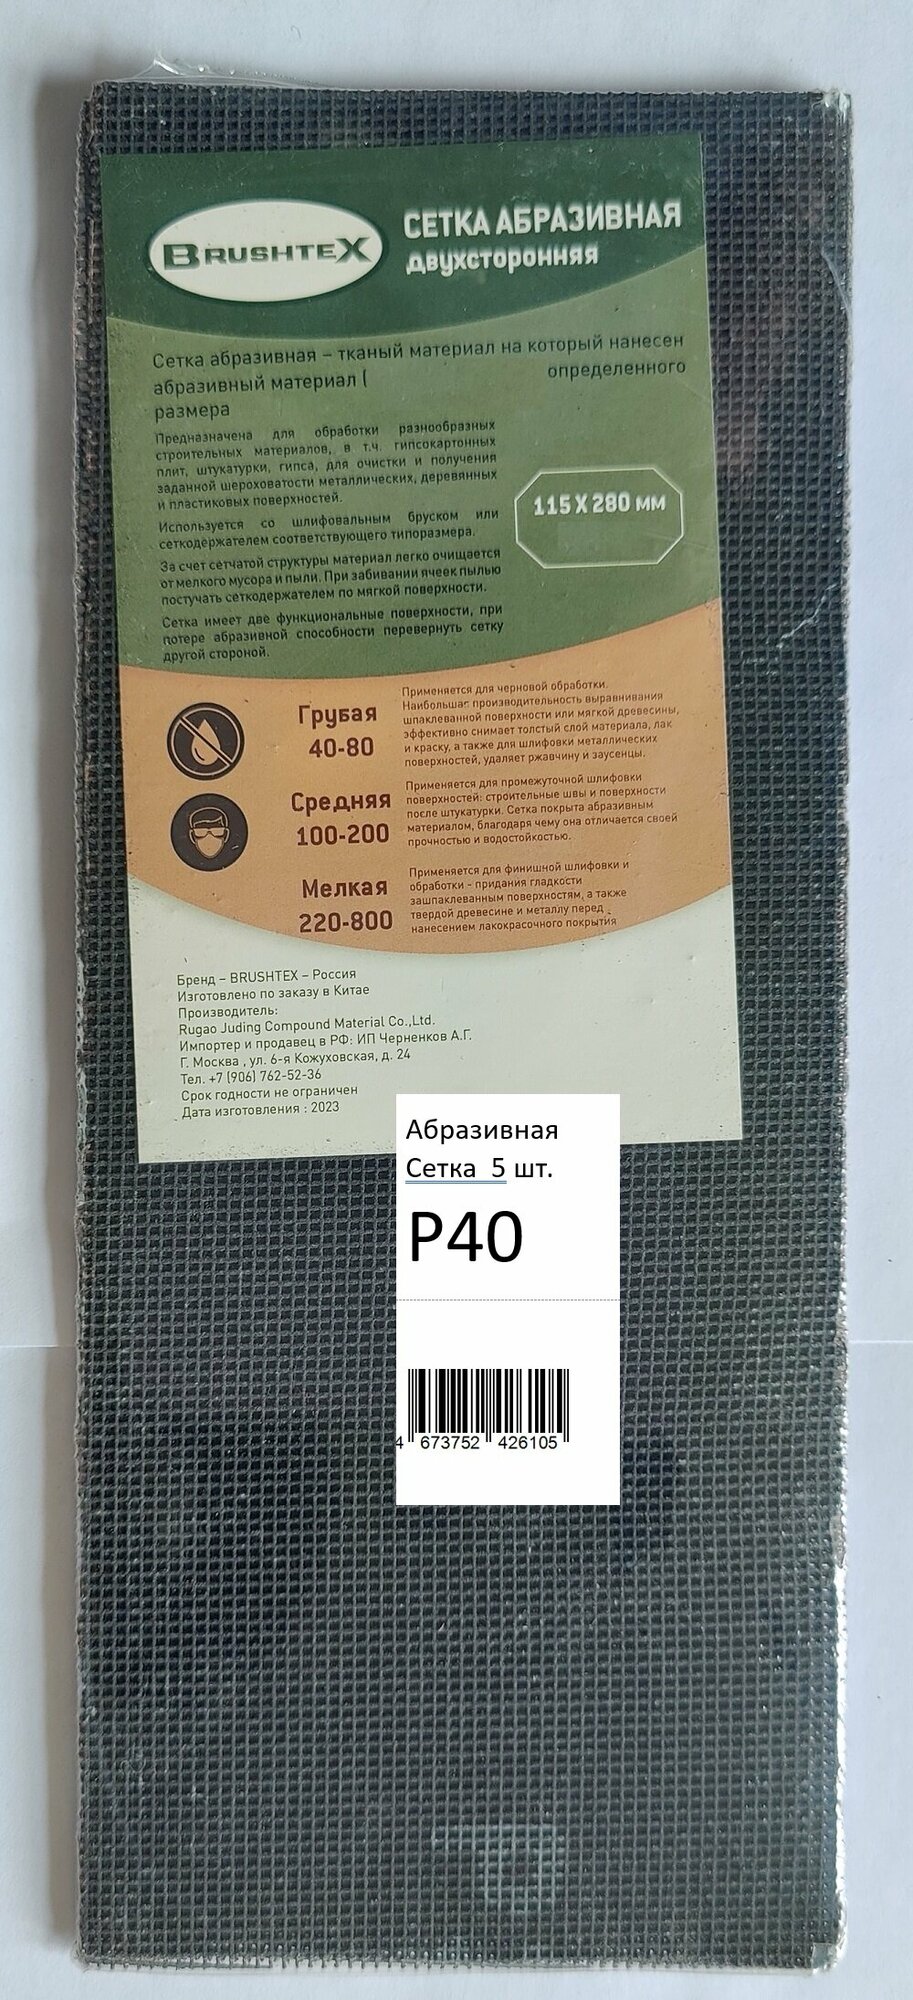 BRUSHTEX
СЕТКА АБРАЗИВНАЯ
двухсторонняя
Сетка абразивная – тканый материал на который нанесен
абразивный материал ( определенного
размера
Предназначена для обработки разнообразных
строительных материалов, в т.ч. гипсокартонных
плит, штукатурки, гипса, для очистки и получения
заданной шероховатости металлических, деревянных
и пластиковых поверхностей.
Используется со шлифовальным бруском или
сеткодержателем соответствующего типоразмера.
За счет сетчатой структуры материал легко очищается
от мелкого мусора и пыли. При забивании ячеек пылью
постучать сеткодержателем по мягкой поверхности.
Сетка имеет две функциональные поверхности, при
потере абразивной способности перевернуть сетку
другой стороной.
115 X 280 мм
Грубая
40-80
Применяется для черновой обработки.
Наибольшая производительность выравнивания
шпаклеванной поверхности или мягкой древесины,
эффективно снимает толстый слой материала, лак
и краску, а также для шлифовки металлических
поверхностей, удаляет ржавчину и заусенцы.
Средняя
100-200
Применяется для промежуточной шлифовки
поверхностей: строительные швы и поверхности
после штукатурки. Сетка покрыта абразивным
материалом, благодаря чему она отличается своей
прочностью и водостойкостью.
Мелкая
220-800
Применяется для финишной шлифовки и
обработки - придания гладкости
зашпаклеванным поверхностям, а также
твердой древесине и металлу перед
нанесением лакокрасочного покрытия
Бренд – BRUSHTEX – Россия
Изготовлено по заказу в Китае
Производитель:
Rugao Juding Compound Material Co.,Ltd.
Импортер и продавец в РФ: ИП Черненков А.Г.
Г. Москва , ул. 6-я Кожуховская, д. 24
Тел. +7 (906) 762-52-36
Срок годности не ограничен
Дата изготовления : 2023
Абразивная
Сетка 5 шт.
P40
4 673752 426105